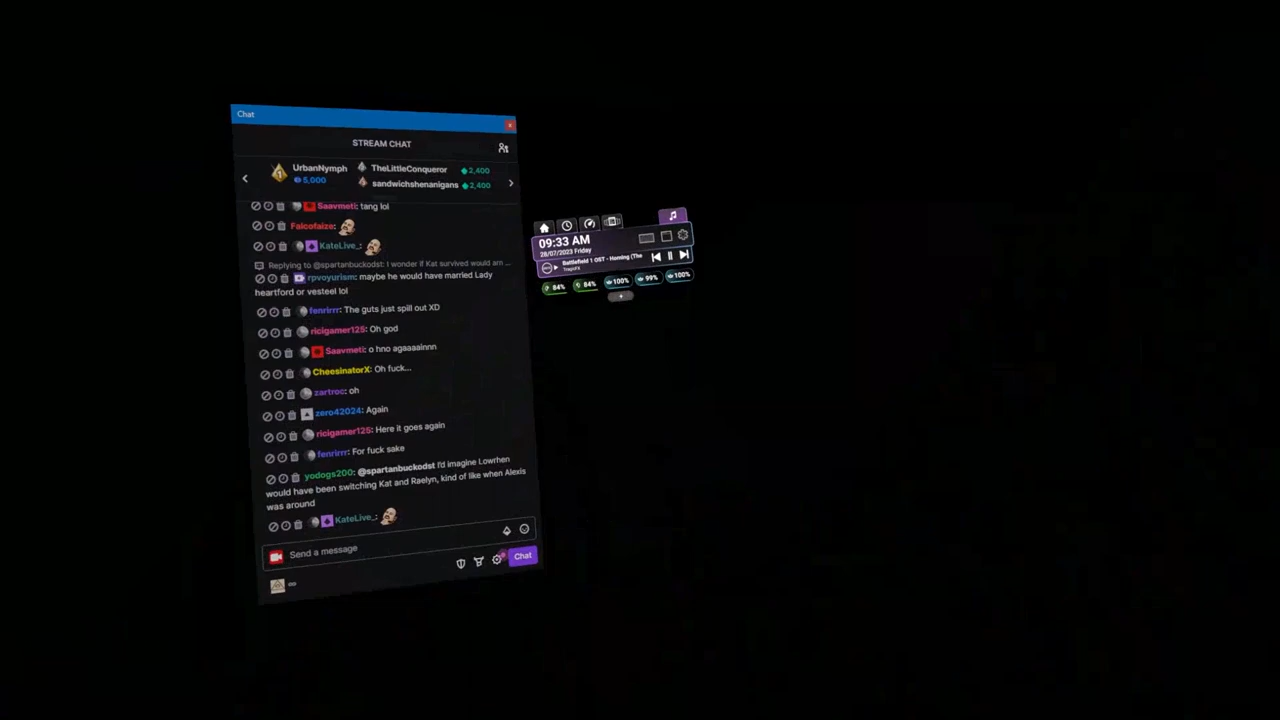 Chat
STREAM CHAT
UrbanNymph
5,000
TheLittleConqueror 2,400
sandwichshenanigans 2,400
Saavmeti: tang lol
Falcofaize:
KateLive_:
Replying to @spartanbuckodst: I wonder if Kat survived would am ...
rpvoyurism: maybe he would have married Lady
heartford or vesteel lol
fenrirrr: The guts just spill out XD
ricigamer125: Oh god
Saavmeti: o hno agaaaainnn
CheesinatorX: Oh fuck...
zartroc: oh
zero42024: Again
ricigamer125: Here it goes again
fenrirrr: For fuck sake
yodogs200: @spartanbuckodst I'd imagine Lowrhen
would have been switching Kat and Raelyn, kind of like when Alexis
was around
KateLive_:
Send a message
Chat
09:33 AM
28/07/2023 Friday
Battlefield 1 OST - Homing (The
84% 84% 100% 99% 100%